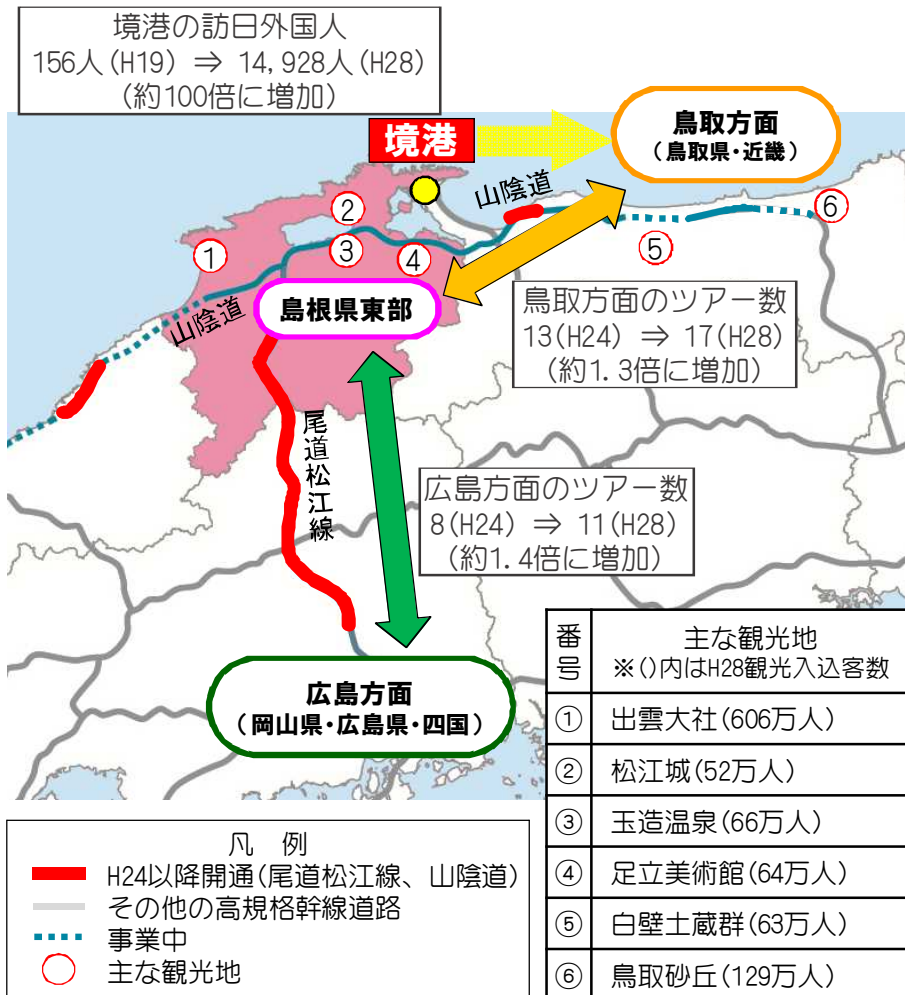 境港の訪日外国人
156人(H19) ⇒ 14,928人(H28)
(約100倍に増加)
境港
鳥取方面
(鳥取県・近畿)
山陰道
②
⑥
①
③
④
⑤
山陰道
島根県東部
鳥取方面のツアー数
13(H24) ⇒ 17(H28)
(約1.3倍に増加)
尾道松江線
広島方面のツアー数
8(H24) ⇒ 11(H28)
(約1.4倍に増加)
広島方面
(岡山県・広島県・四国)
番号 主な観光地
※()内はH28観光入込客数
① 出雲大社(606万人)
② 松江城(52万人)
③ 玉造温泉(66万人)
④ 足立美術館(64万人)
⑤ 白壁土蔵群(63万人)
⑥ 鳥取砂丘(129万人)
凡 例
H24以降開通(尾道松江線、山陰道)
その他の高規格幹線道路
事業中
主な観光地